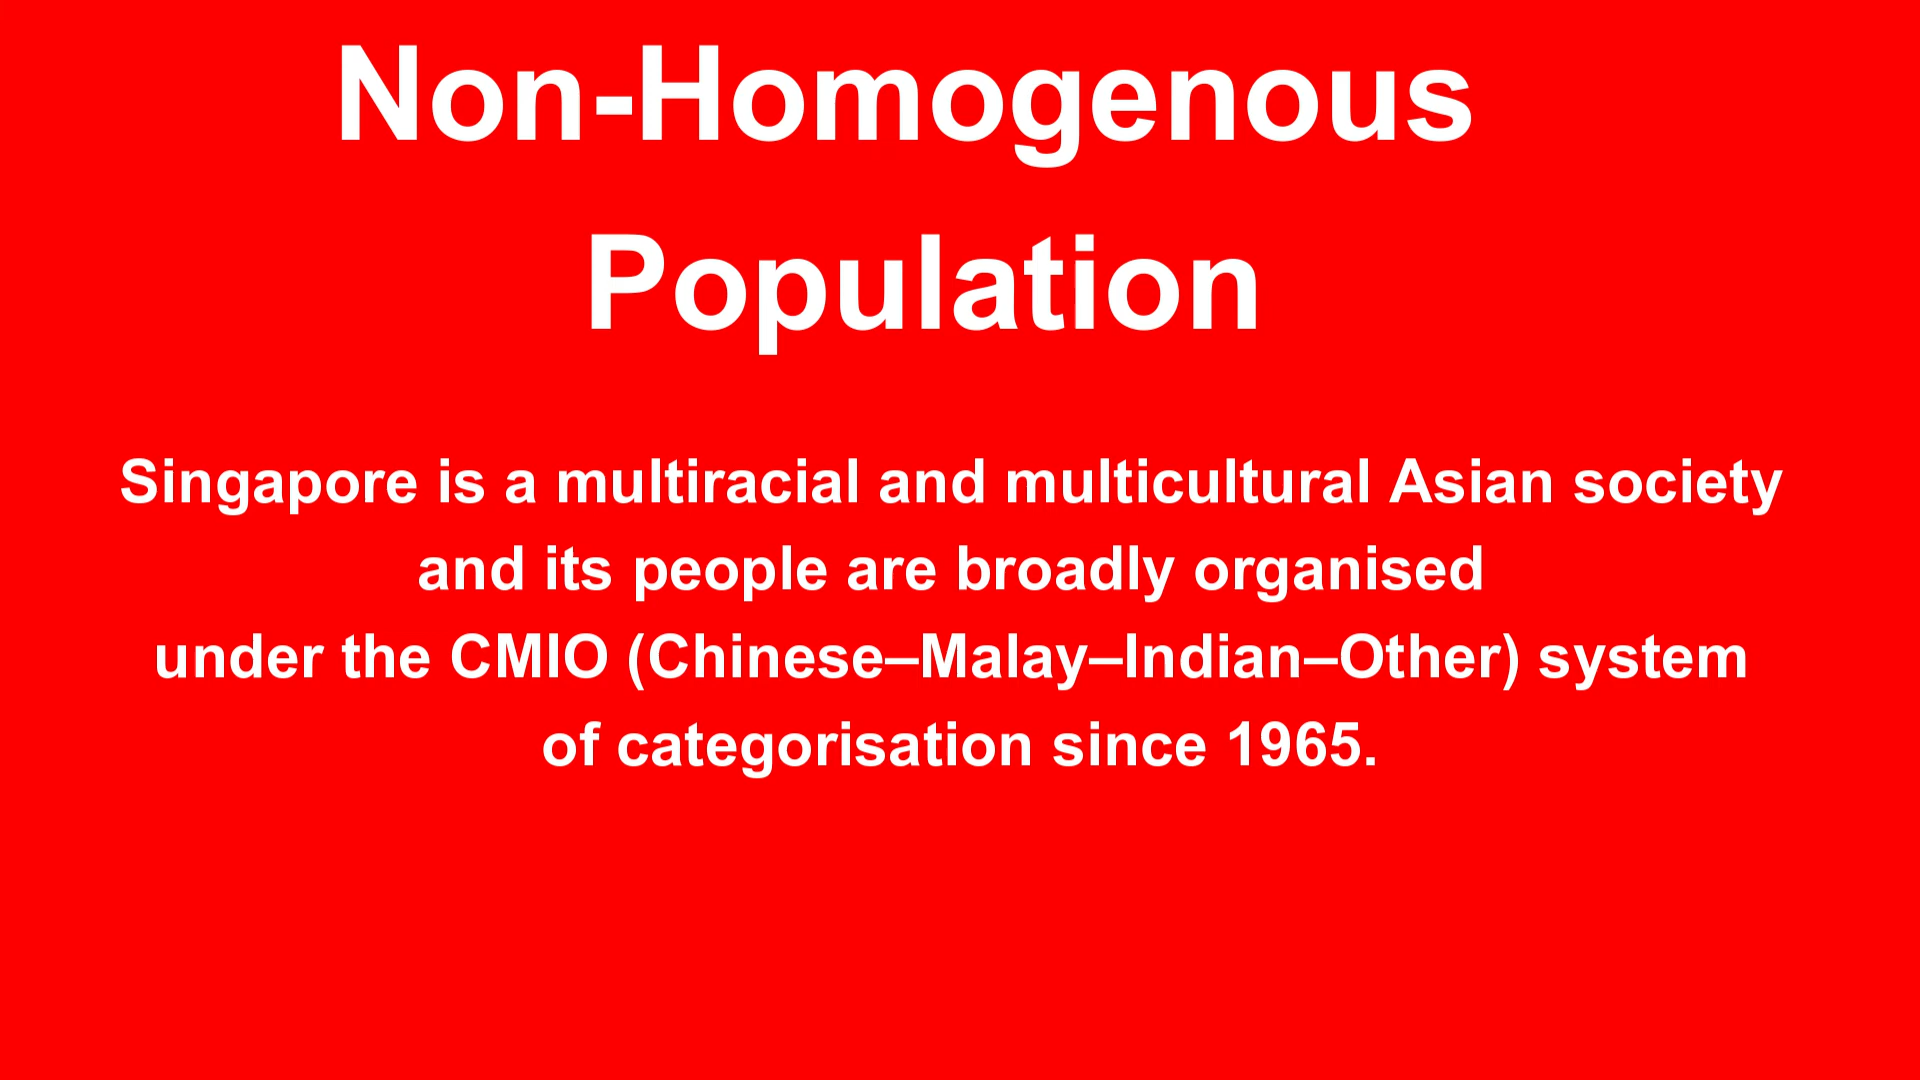 Non-Homogenous
Population
Singapore is a multiracial and multicultural Asian society
and its people are broadly organised
under the CMIO (Chinese–Malay–Indian–Other) system
of categorisation since 1965.